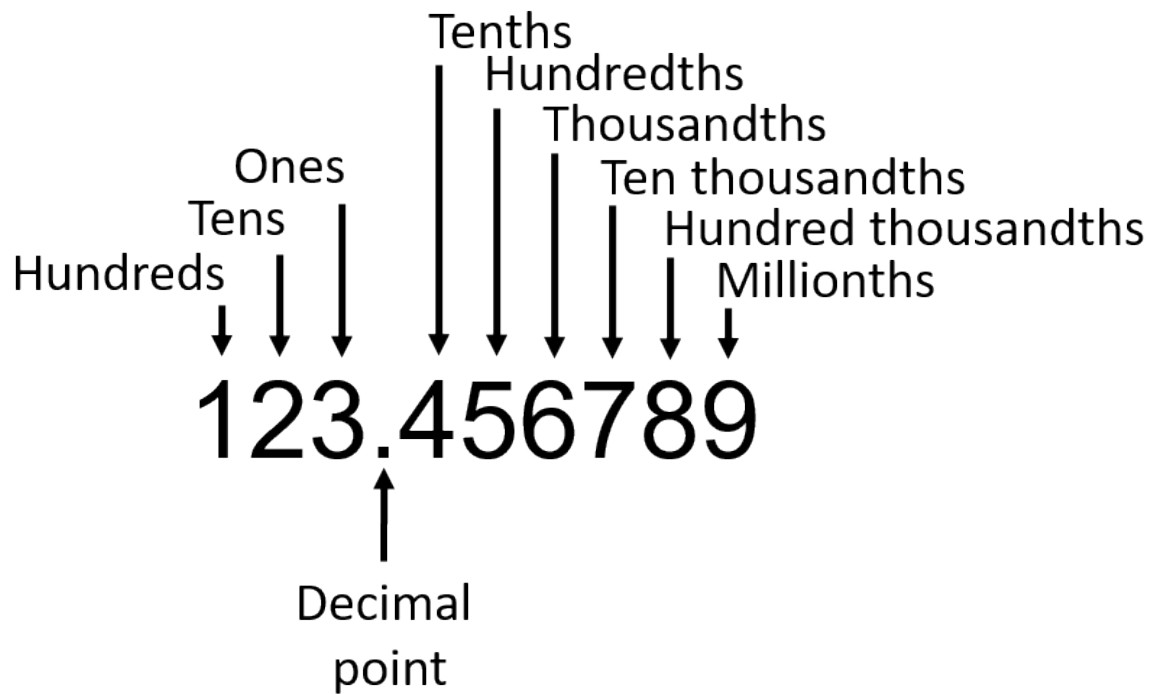 Tenths
Hundredths
Thousandths
Ones
Ten thousandths
Tens
Hundred thousandths
Hundreds
Millionths
123.456789
Decimal
point